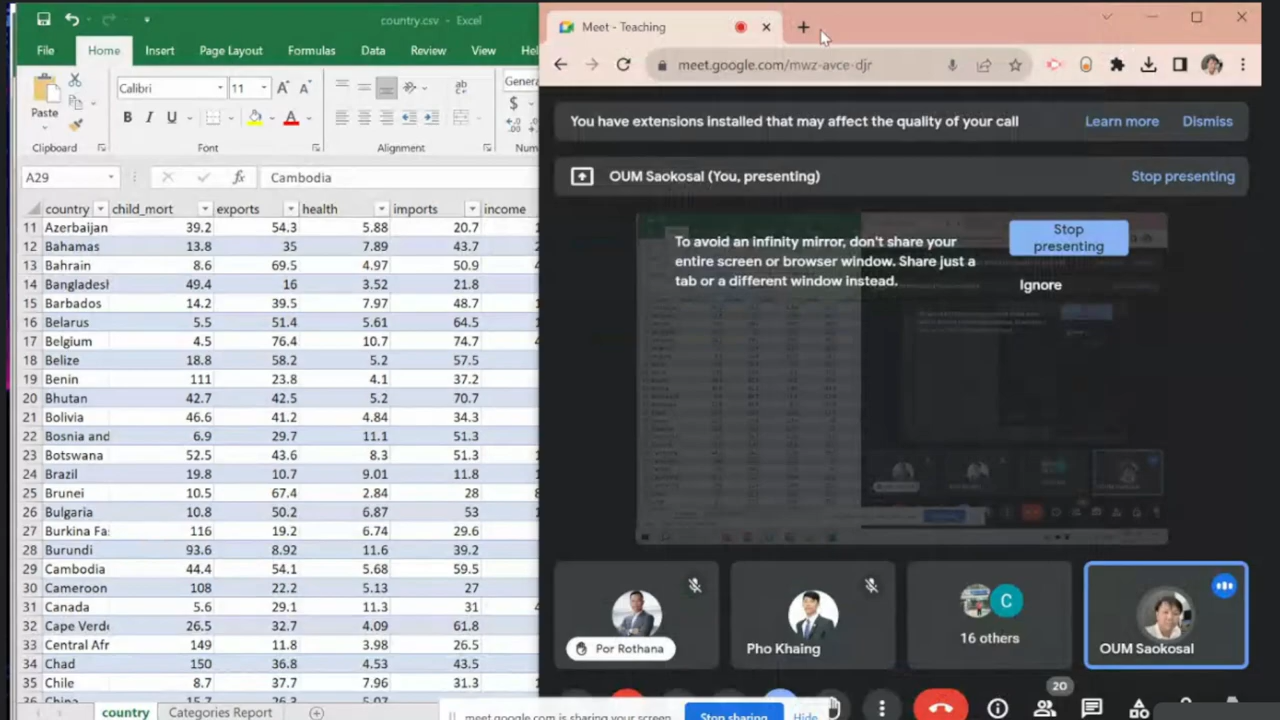 country.csv - Excel
File Home Insert Page Layout Formulas Data Review View Hel
Paste
Calibri 11 A A ab Genera
B I U A $
Clipboard Font Alignment Num
A29 fx Cambodia
country child_mort exports health imports income
11 Azerbaijan 39.2 54.3 5.88 20.7
12 Bahamas 13.8 35 7.89 43.7
13 Bahrain 8.6 69.5 4.97 50.9
14 Bangladesh 49.4 16 3.52 21.8
15 Barbados 14.2 39.5 7.97 48.7
16 Belarus 5.5 51.4 5.61 64.5
17 Belgium 4.5 76.4 10.7 74.7
18 Belize 18.8 58.2 5.2 57.5
19 Benin 111 23.8 4.1 37.2
20 Bhutan 42.7 42.5 5.2 70.7
21 Bolivia 46.6 41.2 4.84 34.3
22 Bosnia and 6.9 29.7 11.1 51.3
23 Botswana 52.5 43.6 8.3 51.3
24 Brazil 19.8 10.7 9.01 11.8
25 Brunei 10.5 67.4 2.84 28
26 Bulgaria 10.8 50.2 6.87 53
27 Burkina Fa 116 19.2 6.74 29.6
28 Burundi 93.6 8.92 11.6 39.2
29 Cambodia 44.4 54.1 5.68 59.5
30 Cameroon 108 22.2 5.13 27
31 Canada 5.6 29.1 11.3 31
32 Cape Verde 26.5 32.7 4.09 61.8
33 Central Afr 149 11.8 3.98 26.5
34 Chad 150 36.8 4.53 43.5
35 Chile 8.7 37.7 7.96 31.3
36 China 15.7 26.3 5.07
country Categories Report
Meet - Teaching
meet.google.com/mwz-avce-djr
You have extensions installed that may affect the quality of your call Learn more Dismiss
OUM Saokosal (You, presenting) Stop presenting
To avoid an infinity mirror, don't share your
entire screen or browser window. Share just a
tab or a different window instead.
Stop
presenting
Ignore
Por Rothana
Pho Khaing
C
16 others
OUM Saokosal
20
meet.google.com is sharing your screen. Stop sharing Hide